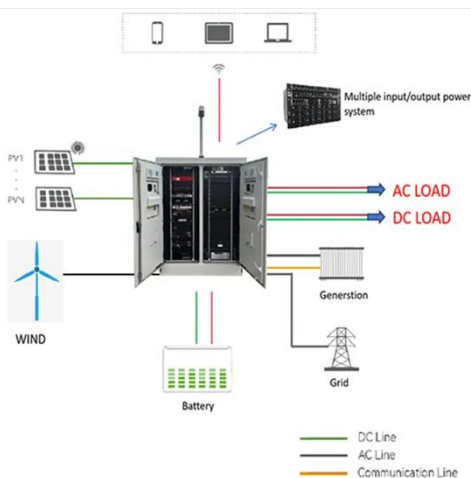 Multiple input/output power
system
PV1
PVN
AC LOAD
DC LOAD
WIND
Generstion
Grid
Battery
DC Line
AC Line
Communication Line